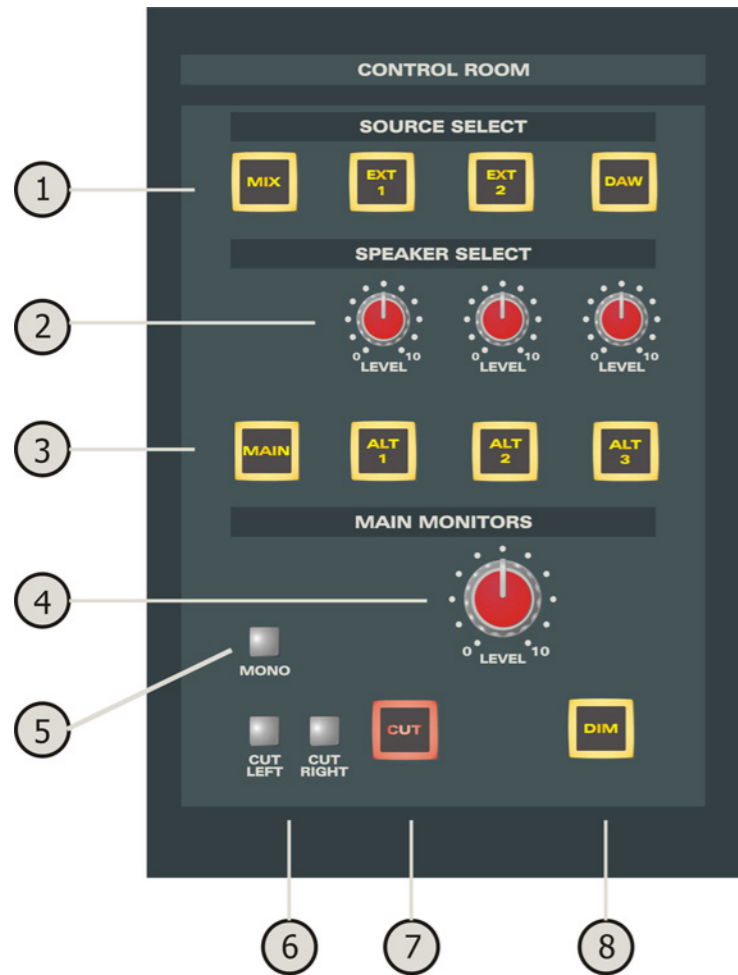 CONTROL ROOM
SOURCE SELECT
1
MIX
EXT
1
EXT
2
DAW
SPEAKER SELECT
2
0 10
LEVEL
0 10
LEVEL
0 10
LEVEL
3
MAIN
ALT
1
ALT
2
ALT
3
MAIN MONITORS
4
0 10
LEVEL
MONO
5
CUT
LEFT
CUT
RIGHT
CUT
DIM
6
7
8